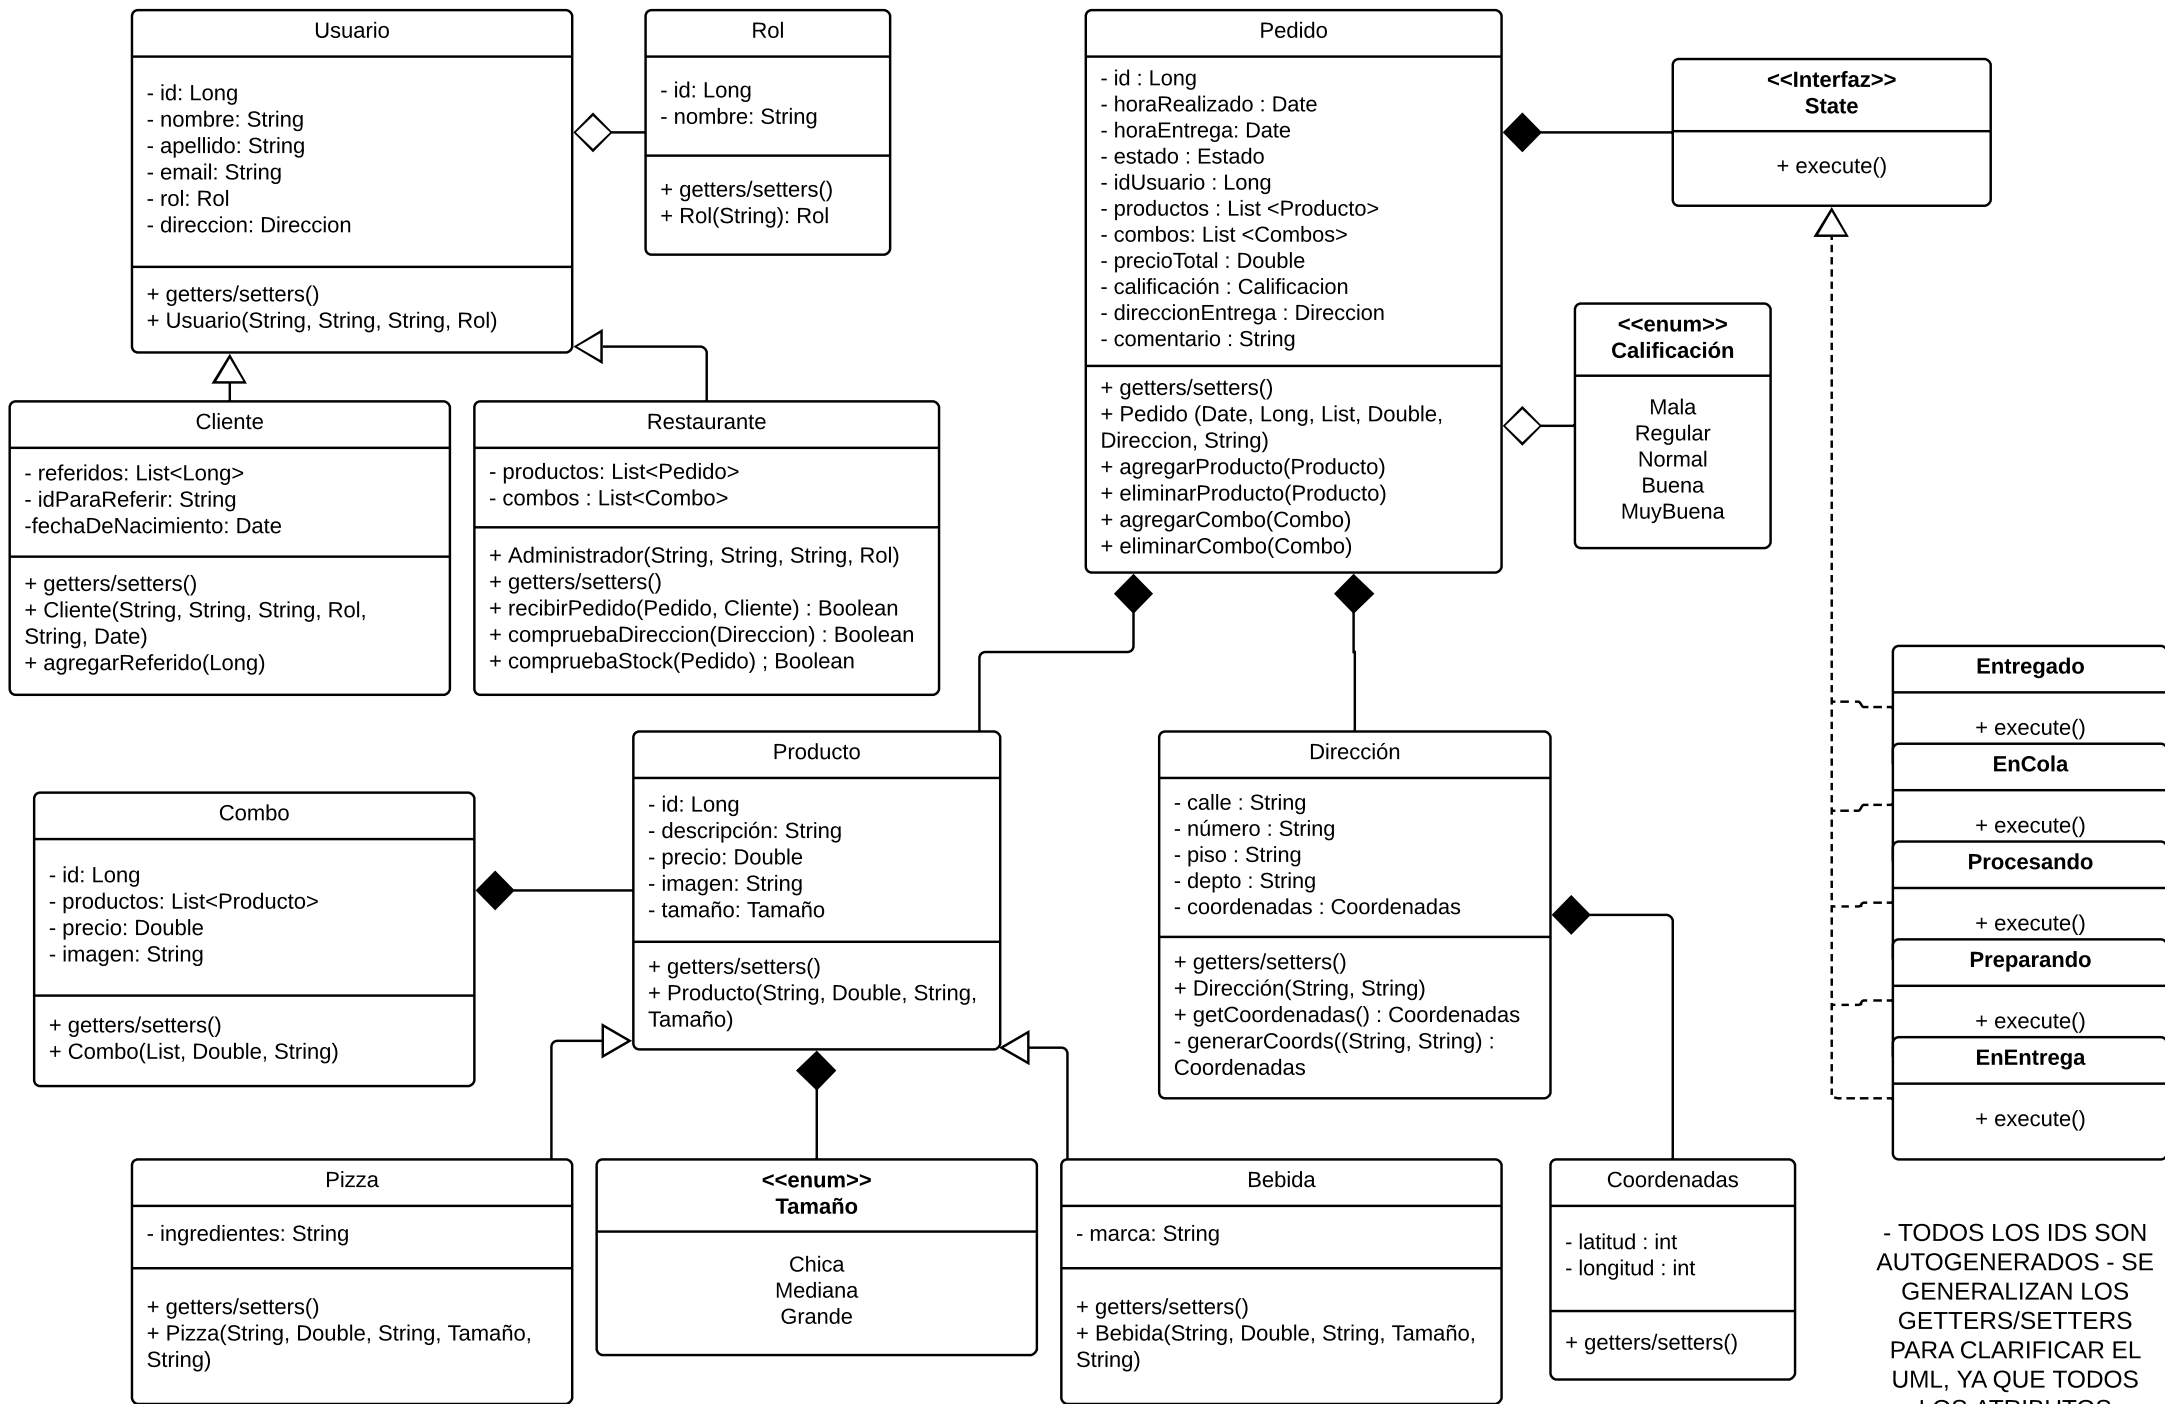 Usuario
- id: Long
- nombre: String
- apellido: String
- email: String
- rol: Rol
- direccion: Direccion
+ getters/setters()
+ Usuario(String, String, String, Rol)
Rol
- id: Long
- nombre: String
+ getters/setters()
+ Rol(String): Rol
Pedido
- id : Long
- horaRealizado : Date
- horaEntrega: Date
- estado : Estado
- idUsuario : Long
- productos : List <Producto>
- combos: List <Combos>
- precioTotal : Double
- calificación : Calificacion
- direccionEntrega : Direccion
- comentario : String
+ getters/setters()
+ Pedido (Date, Long, List, Double,
Direccion, String)
+ agregarProducto(Producto)
+ eliminarProducto(Producto)
+ agregarCombo(Combo)
+ eliminarCombo(Combo)
<<Interfaz>>
State
+ execute()
<<enum>>
Calificación
Mala
Regular
Normal
Buena
MuyBuena
Cliente
- referidos: List<Long>
- idParaReferir: String
-fechaDeNacimiento: Date
+ getters/setters()
+ Cliente(String, String, String, Rol,
String, Date)
+ agregarReferido(Long)
Restaurante
- productos: List<Pedido>
- combos : List<Combo>
+ Administrador(String, String, String, Rol)
+ getters/setters()
+ recibirPedido(Pedido, Cliente) : Boolean
+ compruebaDireccion(Direccion) : Boolean
+ compruebaStock(Pedido) ; Boolean
Entregado
+ execute()
EnCola
+ execute()
Procesando
+ execute()
Preparando
+ execute()
EnEntrega
+ execute()
Combo
- id: Long
- productos: List<Producto>
- precio: Double
- imagen: String
+ getters/setters()
+ Combo(List, Double, String)
Producto
- id: Long
- descripción: String
- precio: Double
- imagen: String
- tamaño: Tamaño
+ getters/setters()
+ Producto(String, Double, String,
Tamaño)
Dirección
- calle : String
- número : String
- piso : String
- depto : String
- coordenadas : Coordenadas
+ getters/setters()
+ Dirección(String, String)
+ getCoordenadas() : Coordenadas
- generarCoords((String, String) :
Coordenadas
Pizza
- ingredientes: String
+ getters/setters()
+ Pizza(String, Double, String, Tamaño,
String)
<<enum>>
Tamaño
Chica
Mediana
Grande
Bebida
- marca: String
+ getters/setters()
+ Bebida(String, Double, String, Tamaño,
String)
Coordenadas
- latitud : int
- longitud : int
+ getters/setters()
- TODOS LOS IDS SON
AUTOGENERADOS - SE
GENERALIZAN LOS
GETTERS/SETTERS
PARA CLARIFICAR EL
UML, YA QUE TODOS
LOS ATRIBUTOS